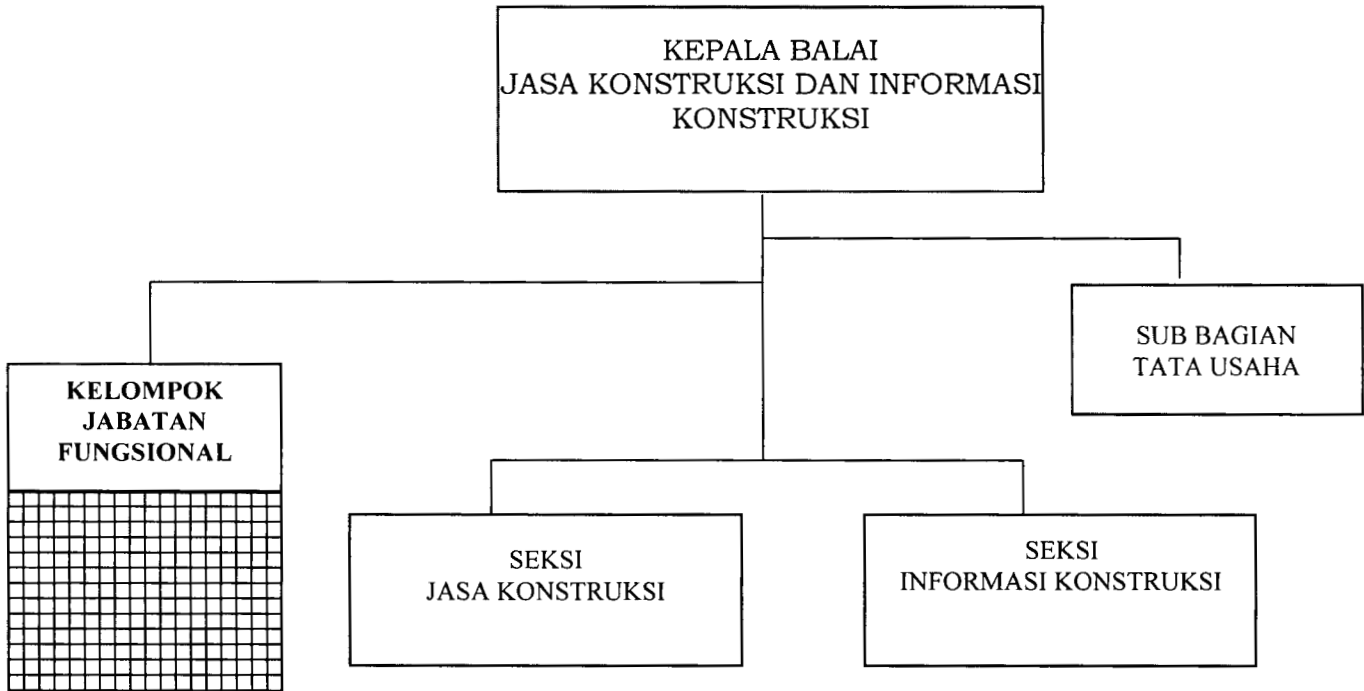 KEPALA BALAI
JASA KONSTRUKSI DAN INFORMASI
KONSTRUKSI
SUB BAGIAN
TATA USAHA
KELOMPOK
JABATAN
FUNGSIONAL
SEKSI
JASA KONSTRUKSI
SEKSI
INFORMASI KONSTRUKSI